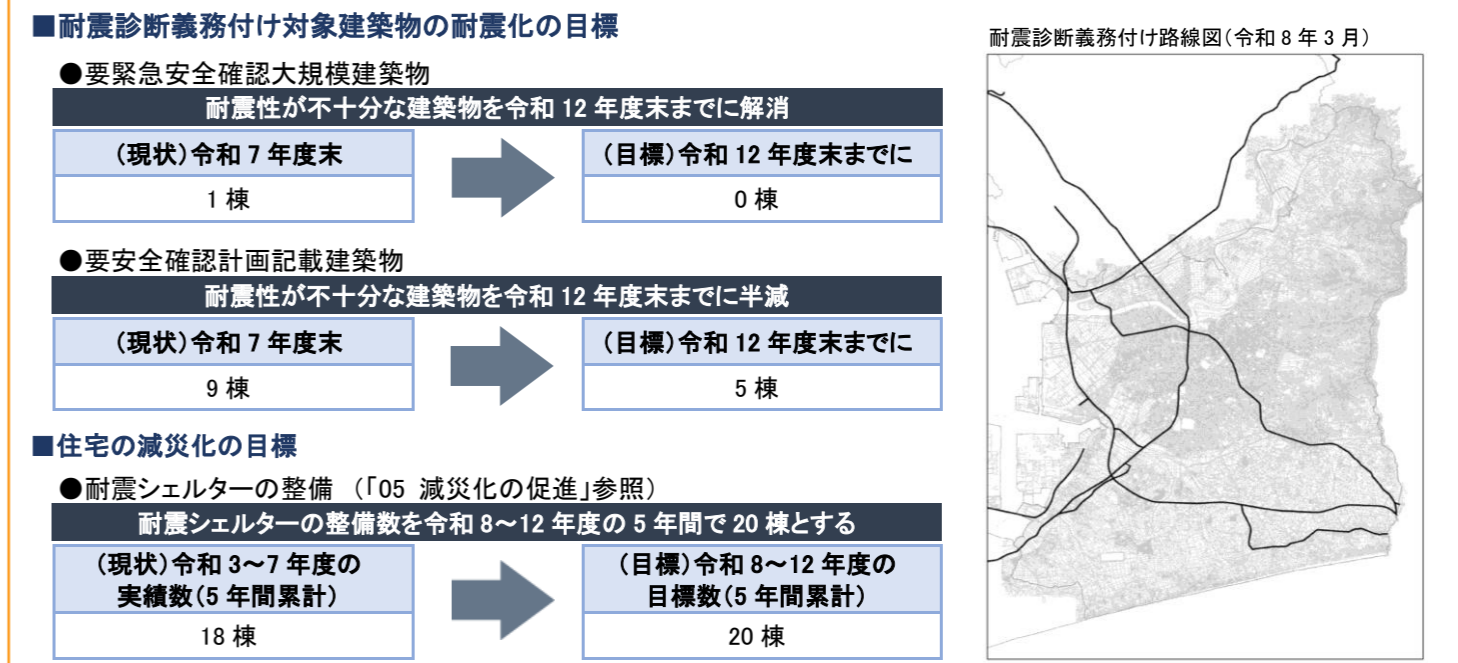 ■耐震診断義務付け対象建築物の耐震化の目標
●要緊急安全確認大規模建築物
耐震性が不十分な建築物を令和 12 年度末までに解消
(現状)令和 7 年度末
(目標)令和 12 年度末までに
1 棟
0 棟
●要安全確認計画記載建築物
耐震性が不十分な建築物を令和 12 年度末までに半減
(現状)令和 7 年度末
(目標)令和 12 年度末までに
9 棟
5 棟
■住宅の減災化の目標
●耐震シェルターの整備 (「05 減災化の促進」参照)
耐震シェルターの整備数を令和 8~12 年度の 5 年間で 20 棟とする
(現状)令和 3~7 年度の
実績数(5 年間累計)
(目標)令和 8~12 年度の
目標数(5 年間累計)
18 棟
20 棟
耐震診断義務付け路線図(令和 8 年 3 月)